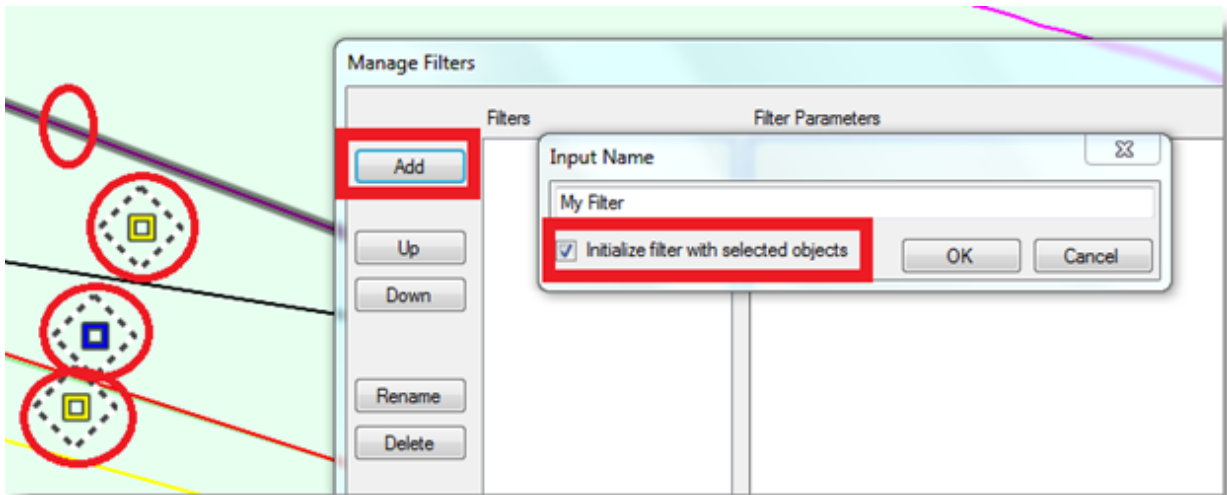 Manage Filters
Filters
Filter Parameters
Add
Input Name
My Filter
Initialize filter with selected objects
OK
Cancel
Up
Down
Rename
Delete